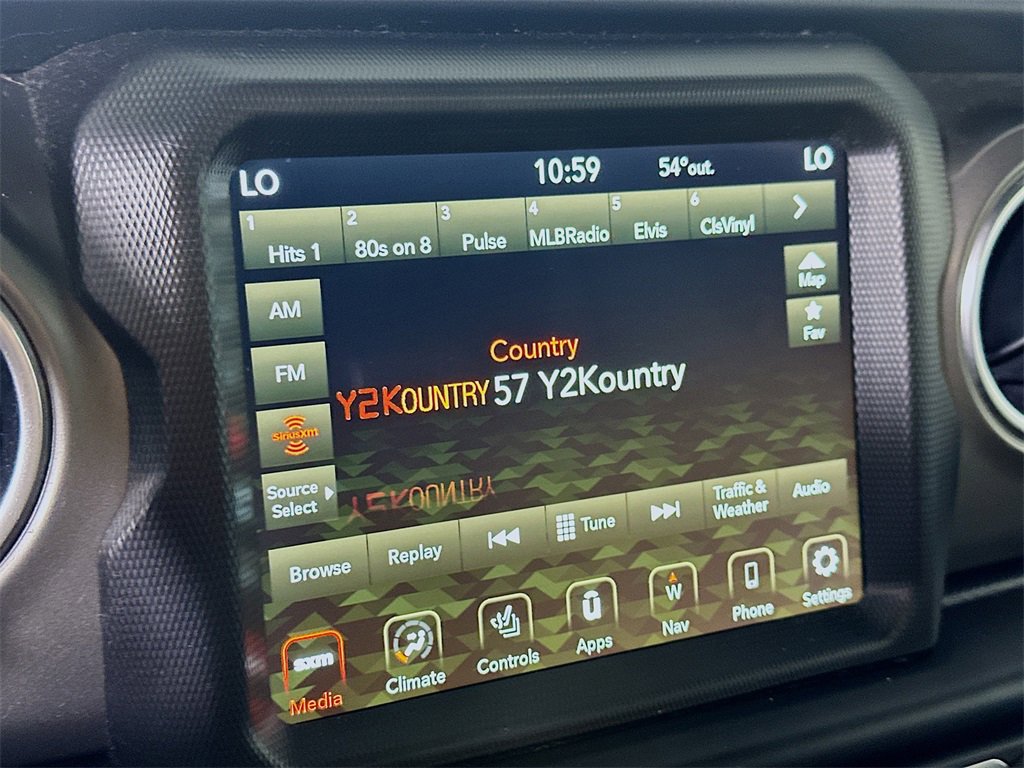 LO 10:59 54°out. LO
1 Hits 1
2 80s on 8
3 Pulse
4 MLBRadio
5 Elvis
6 ClsVinyl
AM
Map
FM
Fav
Country
Y2KOUNTRY 57 Y2Kountry
siriusxm
Source
Select
Y2KOUNTRY
Browse
Replay
Tune
Traffic &
Weather
Audio
sxm
Media
Climate
Controls
u
Apps
W
Nav
Phone
Settings